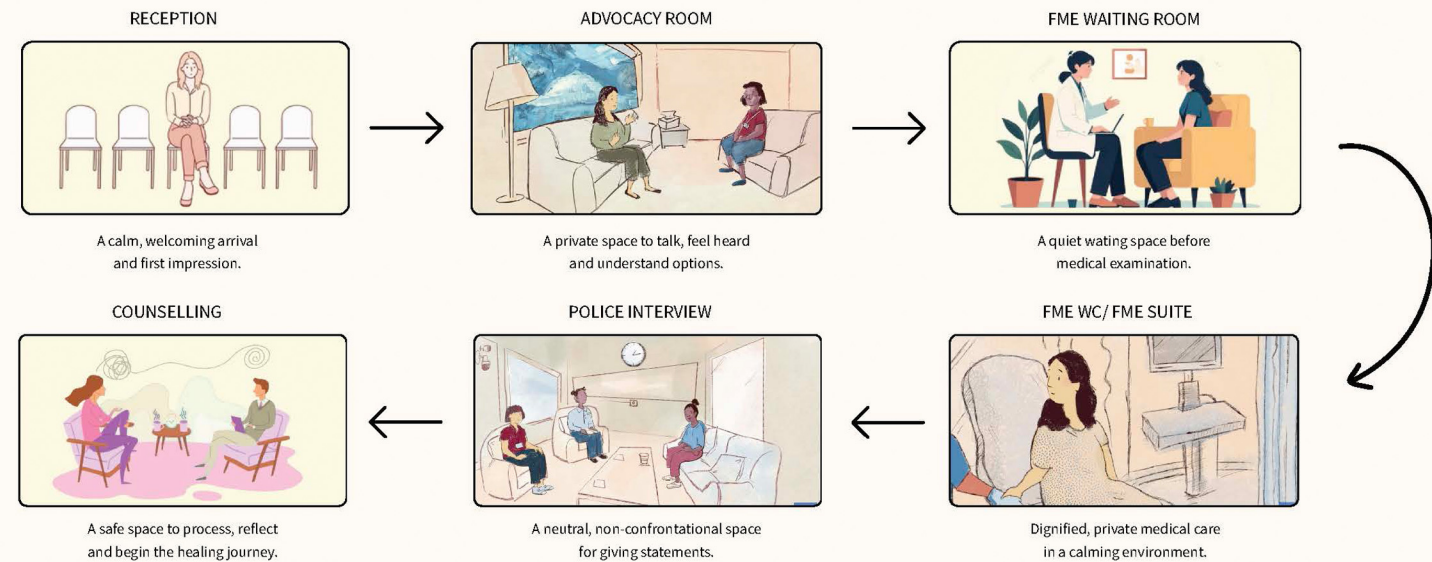 RECEPTION
ADVOCACY ROOM
FME WAITING ROOM
A calm, welcoming arrival
and first impression.
A private space to talk, feel heard
and understand options.
A quiet wating space before
medical examination.
COUNSELLING
POLICE INTERVIEW
FME WC/ FME SUITE
A safe space to process, reflect
and begin the healing journey.
A neutral, non-confrontational space
for giving statements.
Dignified, private medical care
in a calming environment.